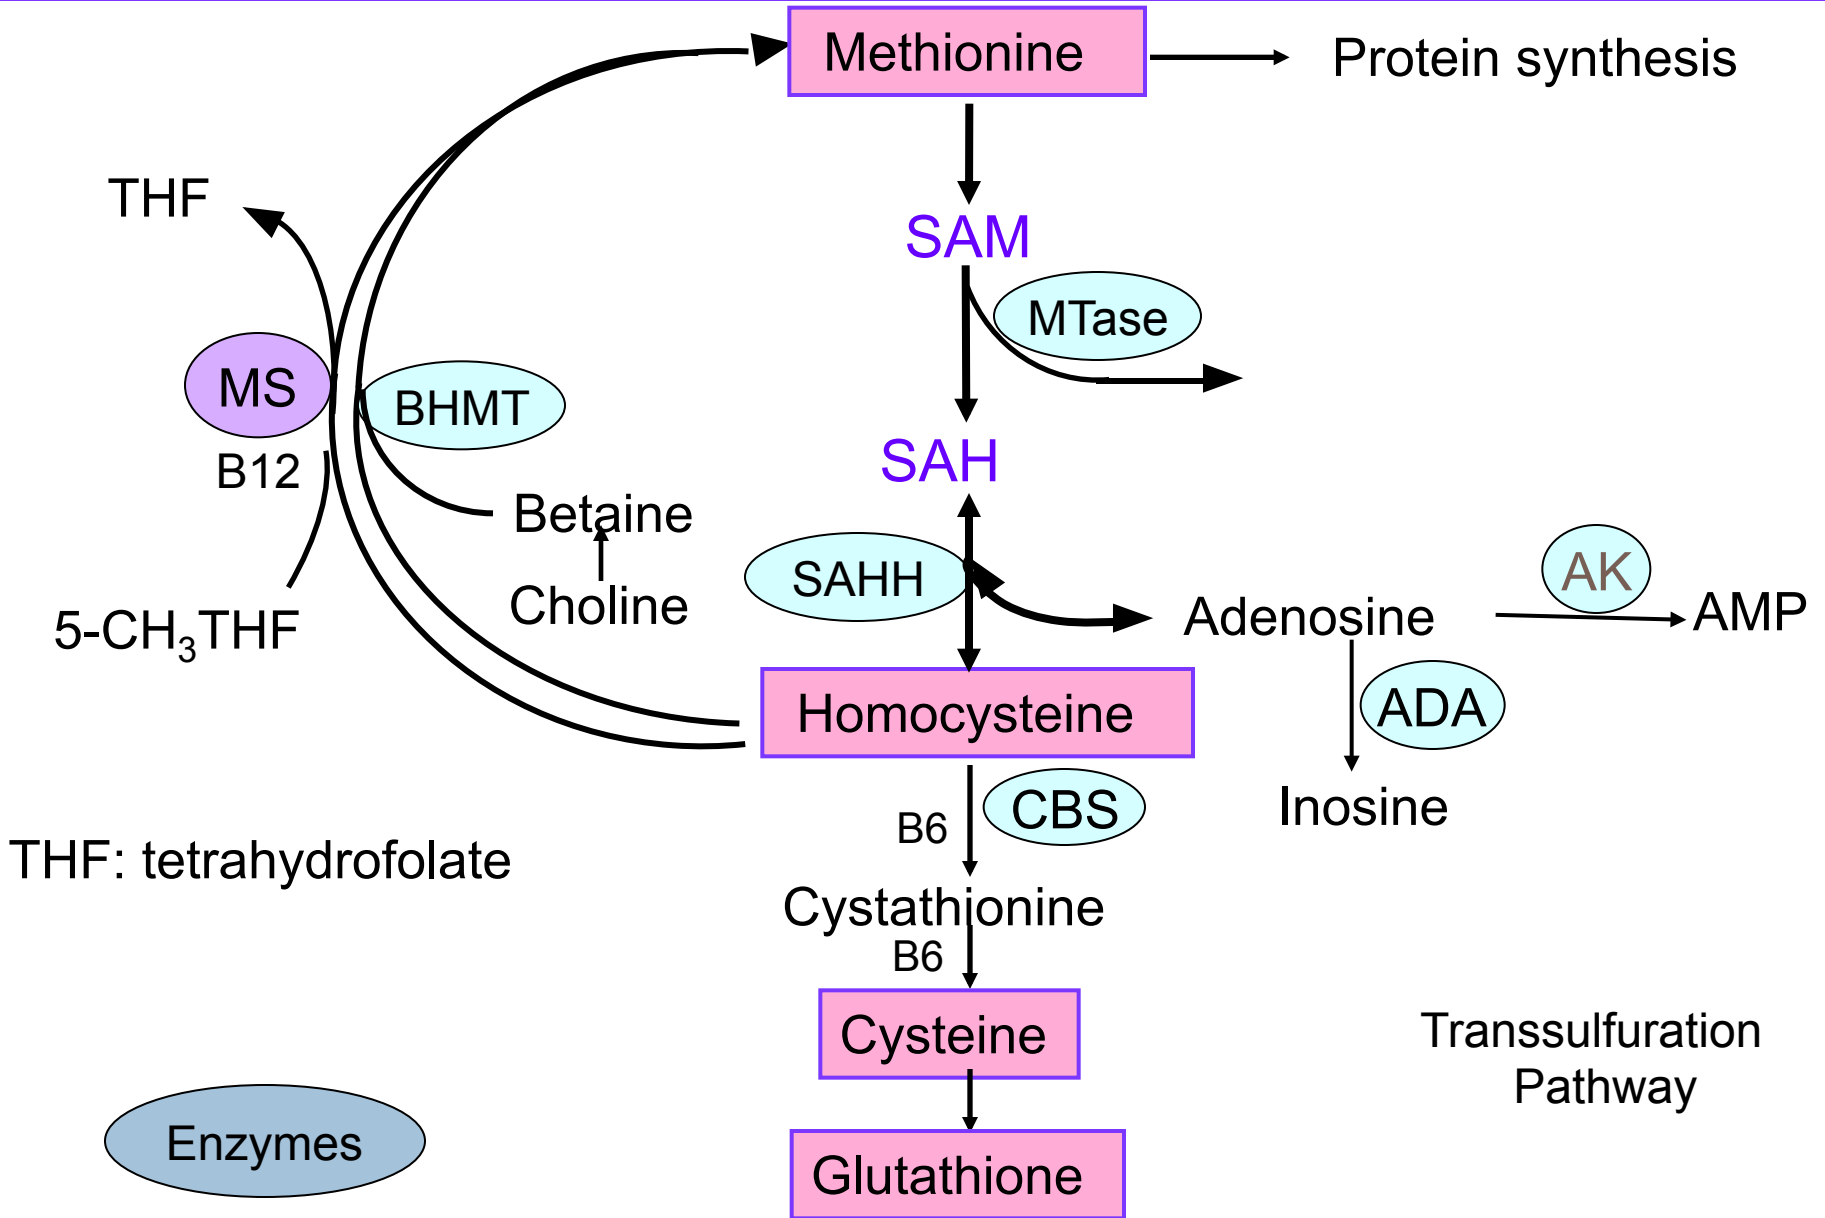 Methionine
Protein synthesis
THF
SAM
MTase
MS
BHMT
B12
SAH
Betaine
SAHH
AK
Choline
Adenosine
AMP
5-CH₃THF
Homocysteine
ADA
CBS
Inosine
B6
THF: tetrahydrofolate
Cystathionine
B6
Cysteine
Transsulfuration
Pathway
Enzymes
Glutathione